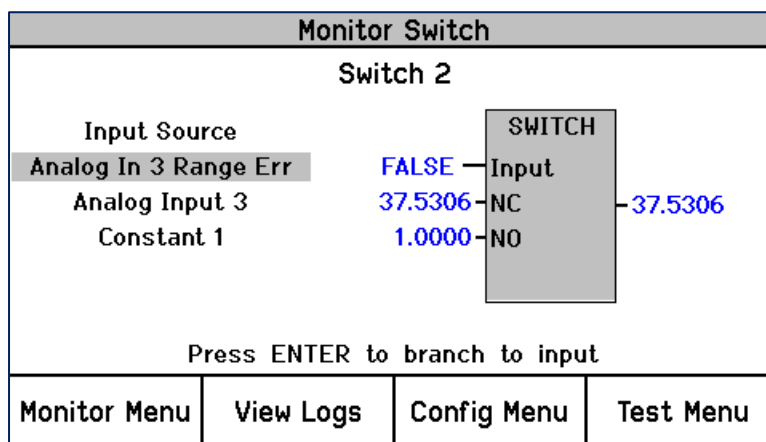 Monitor Switch
Switch 2
SWITCH
Input Source
Analog In 3 Range Err FALSE Input
Analog Input 3 37.5306 NC 37.5306
Constant 1 1.0000 NO
Press ENTER to branch to input
Monitor Menu View Logs Config Menu Test Menu